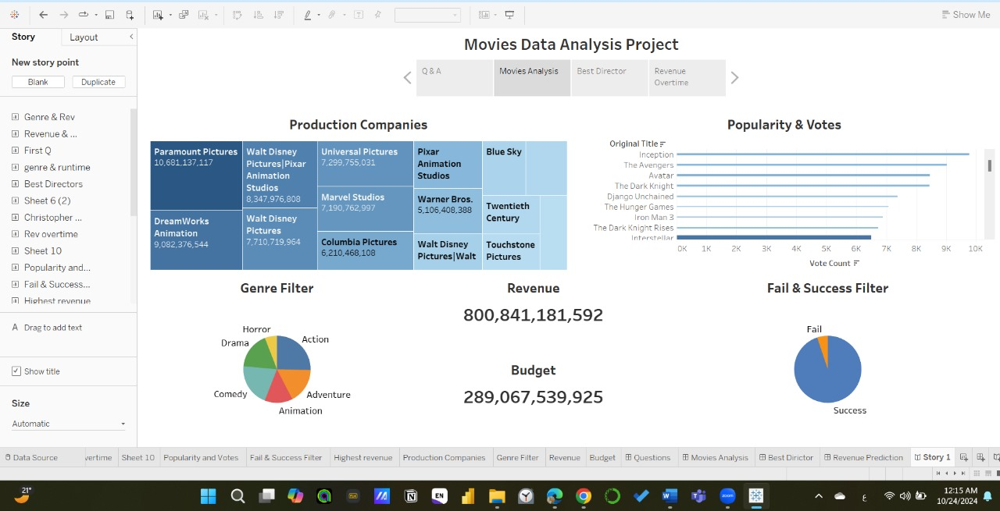 Show Me
Story
Layout
Movies Data Analysis Project
New story point
Blank
Duplicate
Q & A
Movies Analysis
Best Director
Revenue
Overtime
Genre & Rev
Revenue & ...
First Q
genre & runtime
Best Directors
Sheet 6 (2)
Christopher ...
Rev overtime
Sheet 10
Popularity and...
Fail & Success...
Highest revenue
A Drag to add text
Show title
Size
Automatic
Production Companies
Paramount Pictures
10,681,137,117
DreamWorks
Animation
9,082,376,544
Walt Disney
Pictures|Pixar
Animation
Studios
8,347,976,808
Walt Disney
Pictures
7,710,719,964
Universal Pictures
7,299,755,031
Marvel Studios
7,190,762,997
Columbia Pictures
6,210,468,108
Pixar
Animation
Studios
Warner Bros.
5,106,408,388
Walt Disney
Pictures|Walt
Blue Sky
Twentieth
Century
Touchstone
Pictures
Popularity & Votes
Original Title
Inception
The Avengers
Avatar
The Dark Knight
Django Unchained
The Hunger Games
Iron Man 3
The Dark Knight Rises
Interstellar
0K 1K 2K 3K 4K 5K 6K 7K 8K 9K 10K
Vote Count
Genre Filter
Horror
Action
Drama
Comedy
Adventure
Animation
Revenue
800,841,181,592
Budget
289,067,539,925
Fail & Success Filter
Fail
Success
Data Source
vertime
Sheet 10
Popularity and Votes
Fail & Success Filter
Highest revenue
Production Companies
Genre Filter
Revenue
Budget
Questions
Movies Analysis
Best Dirictor
Revenue Prediction
Story 1
21°
EN
zoom
ع
12:15 AM
10/24/2024